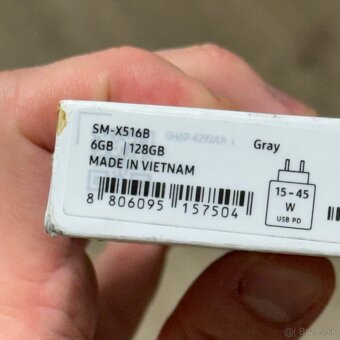 SM-X516B
GH69-42924A
Gray
6GB | 128GB
MADE IN VIETNAM
15 - 45
W
USB PD
8 806095 157504